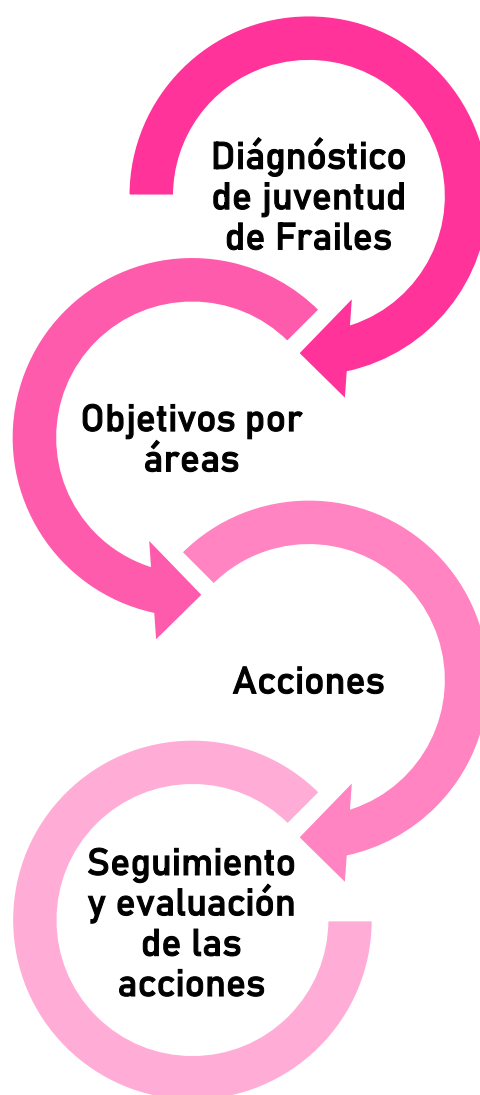 Diágnóstico
de juventud
de Frailes
Objetivos por
áreas
Acciones
Seguimiento
y evaluación
de las
acciones